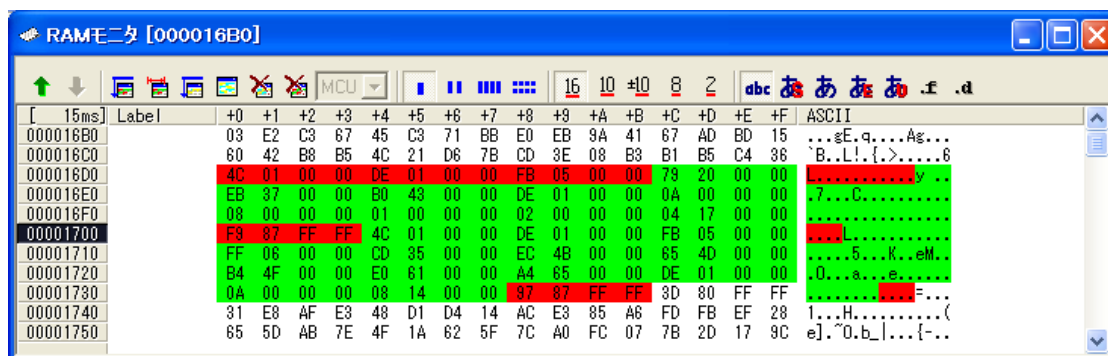 RAMモニタ [000016B0]
MCU 16 10 ±10 8 2 abc あS あ あE あU .f .d
[ 15ms] Label +0 +1 +2 +3 +4 +5 +6 +7 +8 +9 +A +B +C +D +E +F ASCII
000016B0 03 E2 C3 67 45 C3 71 BB E0 EB 9A 41 67 AD BD 15 ...gE.q....Ag...
000016C0 60 42 B8 B5 4C 21 D6 7B CD 3E 08 B3 B1 B5 C4 36 `B..L!.{.>.....6
000016D0 4C 01 00 00 DE 01 00 00 FB 05 00 00 79 20 00 00 L...........y ..
000016E0 EB 37 00 00 B0 43 00 00 DE 01 00 00 0A 00 00 00 .7...C..........
000016F0 08 00 00 00 01 00 00 00 02 00 00 00 04 17 00 00 ................
00001700 F9 87 FF FF 4C 01 00 00 DE 01 00 00 FB 05 00 00 ....L...........
00001710 FF 06 00 00 CD 35 00 00 EC 4B 00 00 65 4D 00 00 .....5...K..eM..
00001720 B4 4F 00 00 E0 61 00 00 A4 65 00 00 DE 01 00 00 .O...a...e......
00001730 0A 00 00 00 08 14 00 00 97 87 FF FF 3D 80 FF FF ............=...
00001740 31 E8 AF E3 48 D1 D4 14 AC E3 85 A6 FD FB EF 28 1...H..........(
00001750 65 5D AB 7E 4F 1A 62 5F 7C A0 FC 07 7B 2D 17 9C e].~O.b_|...{-..